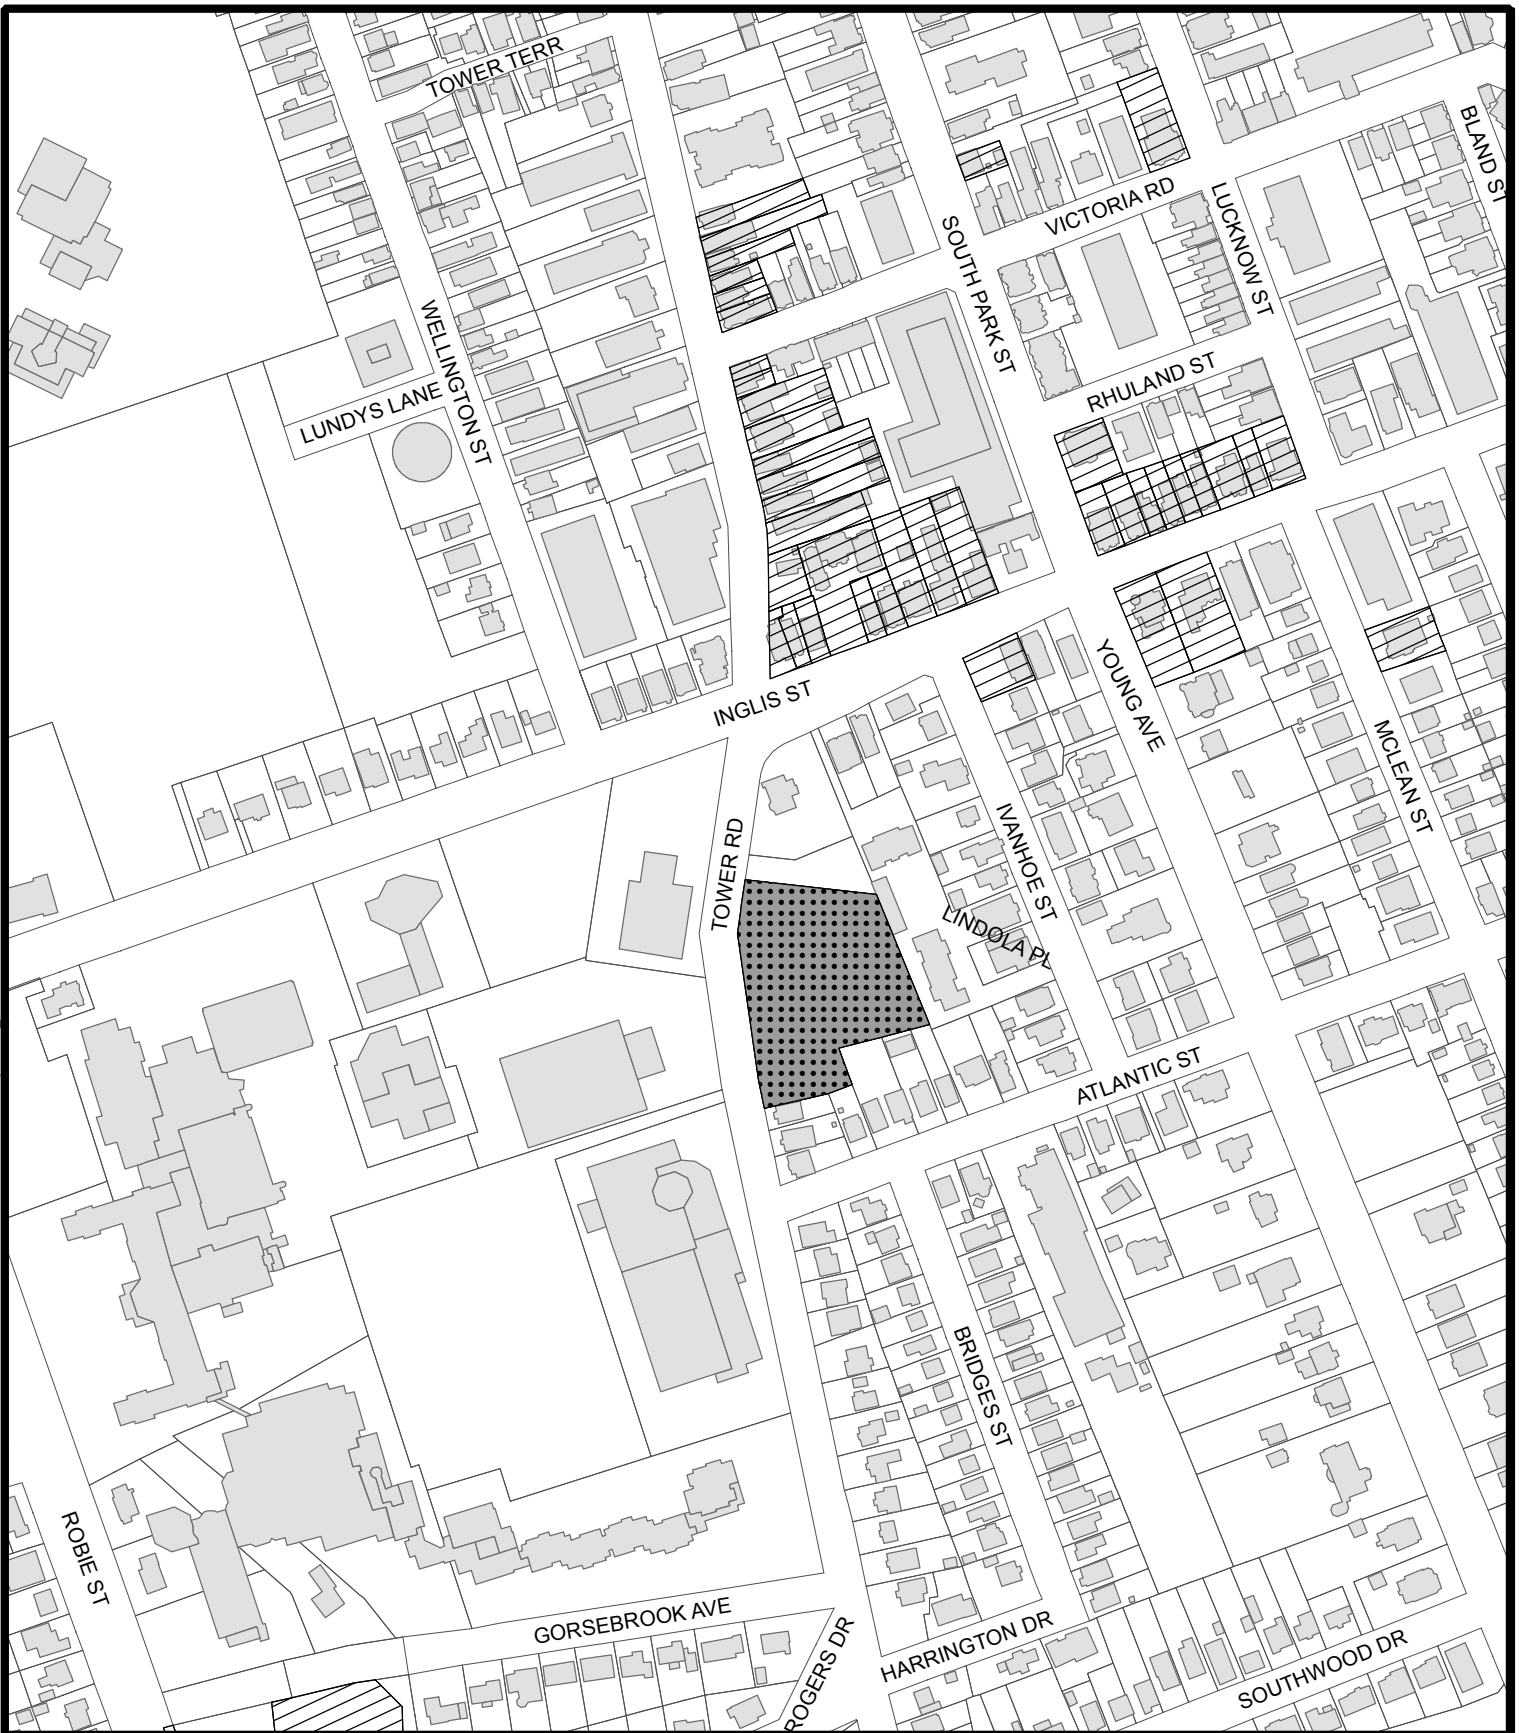 TOWER TERR
BLAND ST
VICTORIA RD
LUCKNOW ST
SOUTH PARK ST
WELLINGTON ST
RHULAND ST
LUNDYS LANE
INGLIS ST
YOUNG AVE
MCLEAN ST
IVANHOE ST
TOWER RD
LINDOLA PL
ATLANTIC ST
BRIDGES ST
ROBIE ST
GORSEBROOK AVE
ROGERS DR
HARRINGTON DR
SOUTHWOOD DR